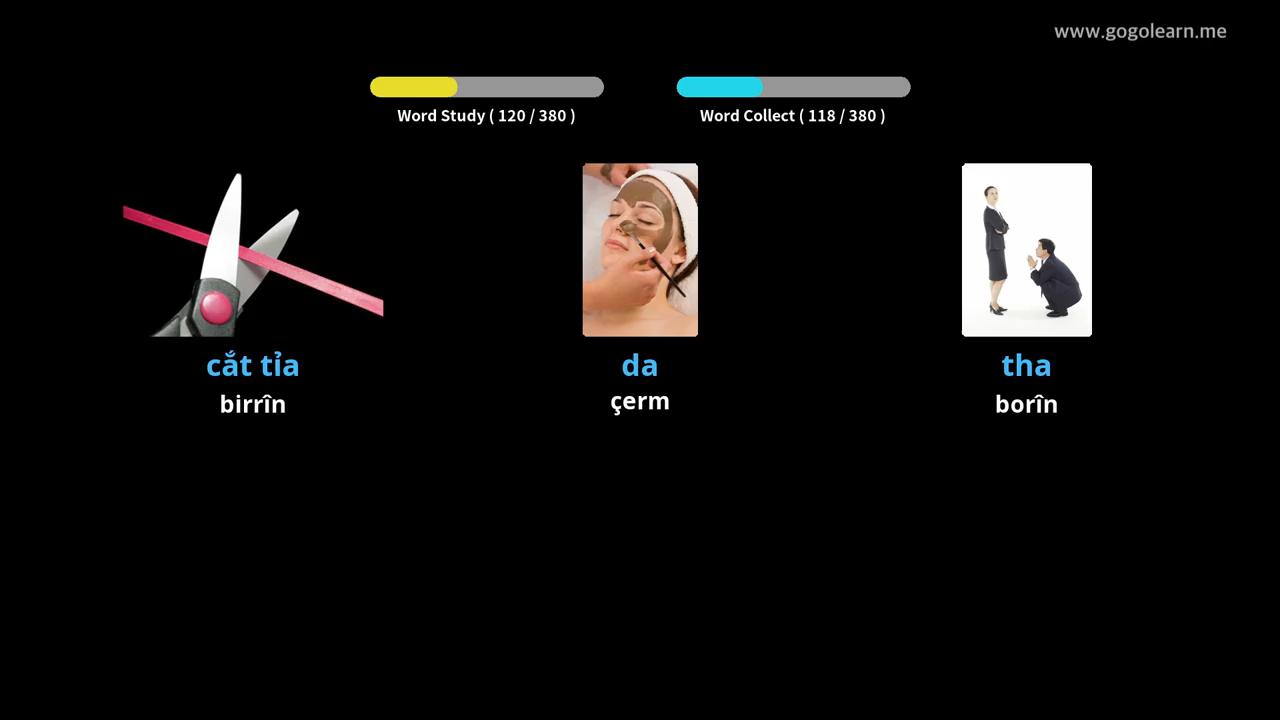 www.gogolearn.me
Word Study ( 120 / 380 )
Word Collect ( 118 / 380 )
cắt tỉa
birrîn
da
çerm
tha
borîn